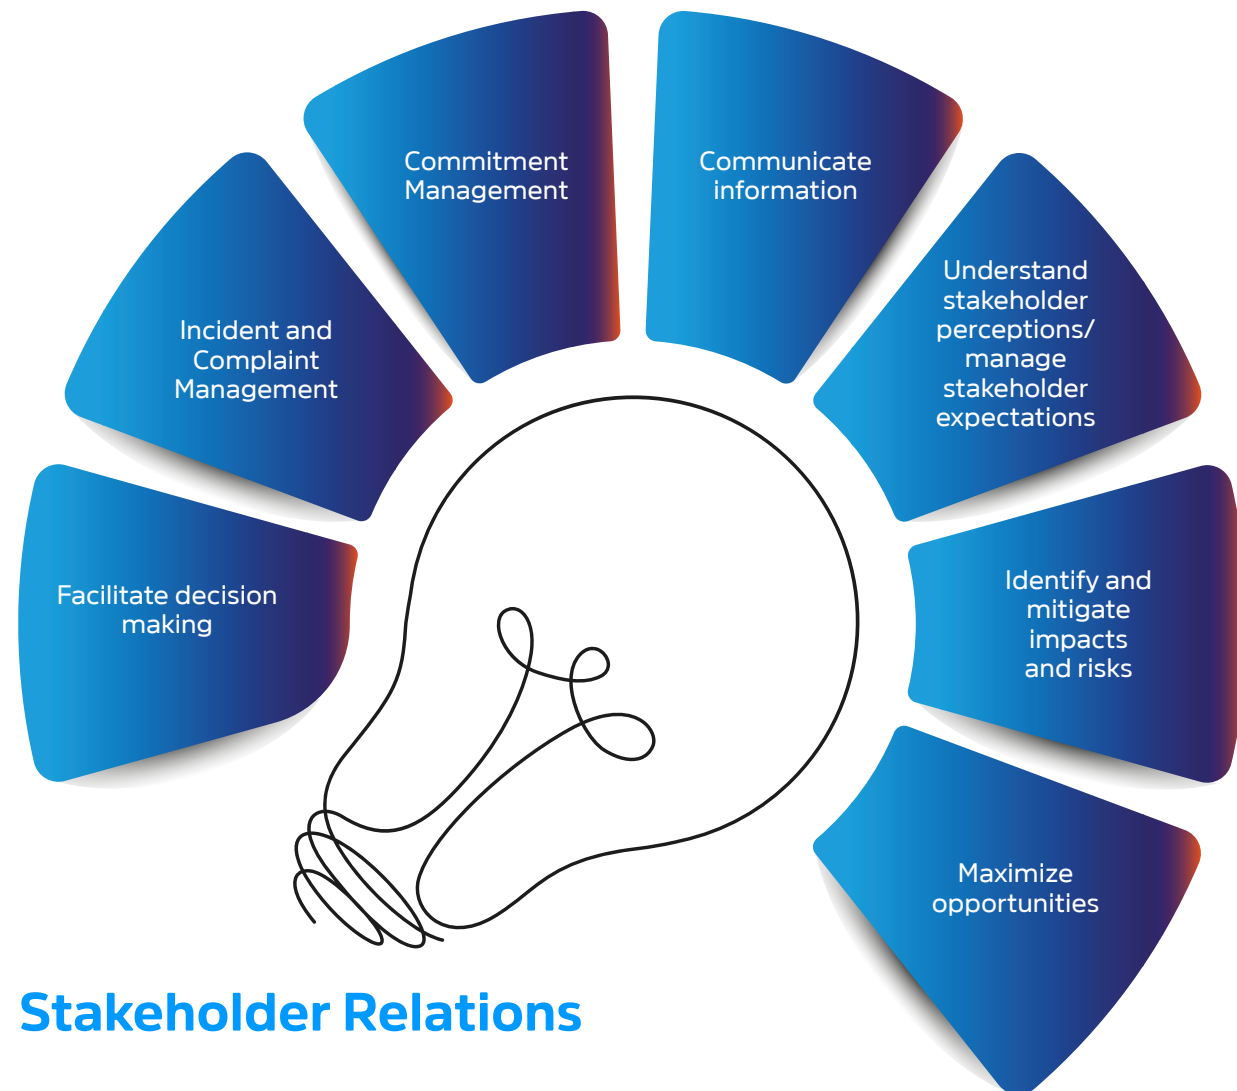 Commitment
Management
Communicate
information
Understand
stakeholder
perceptions/
manage
stakeholder
expectations
Incident and
Complaint
Management
Identify and
mitigate
impacts
and risks
Facilitate decision
making
Maximize
opportunities
Stakeholder Relations